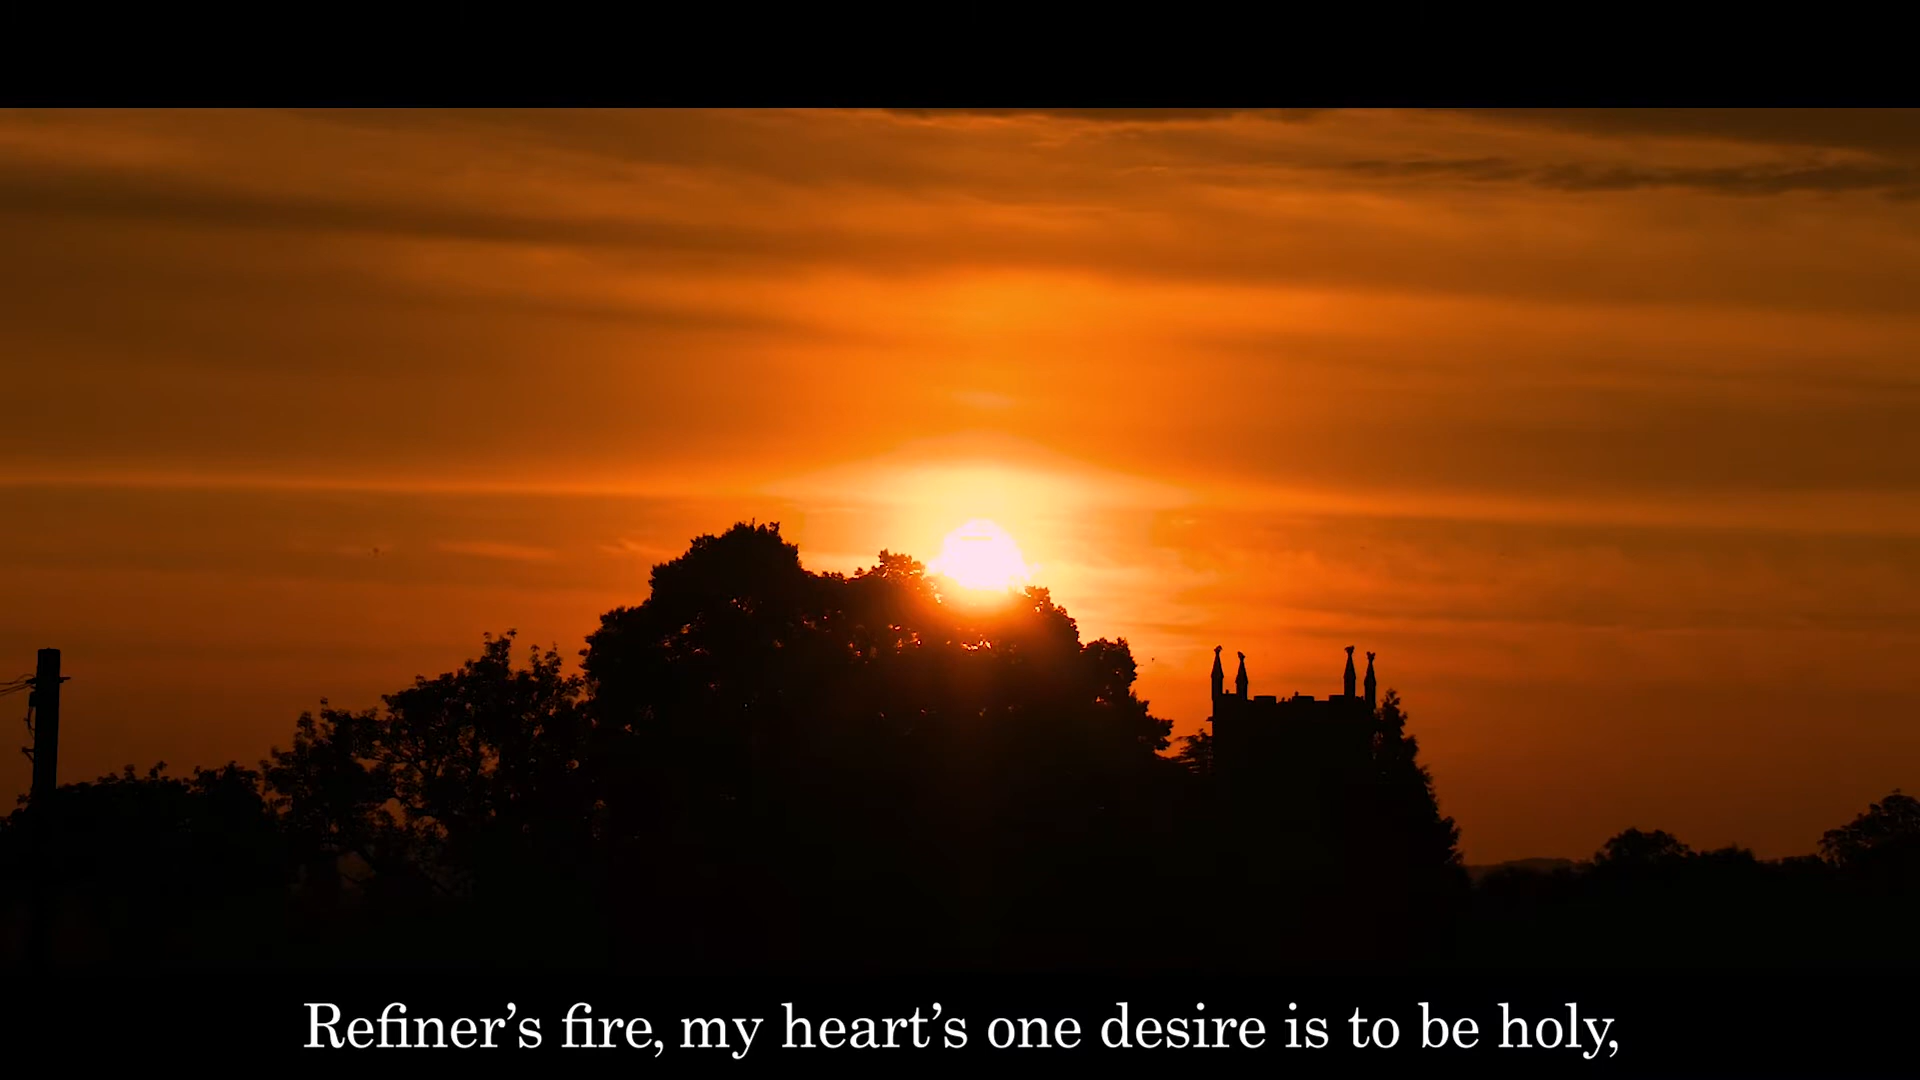 Refiner’s fire, my heart’s one desire is to be holy,